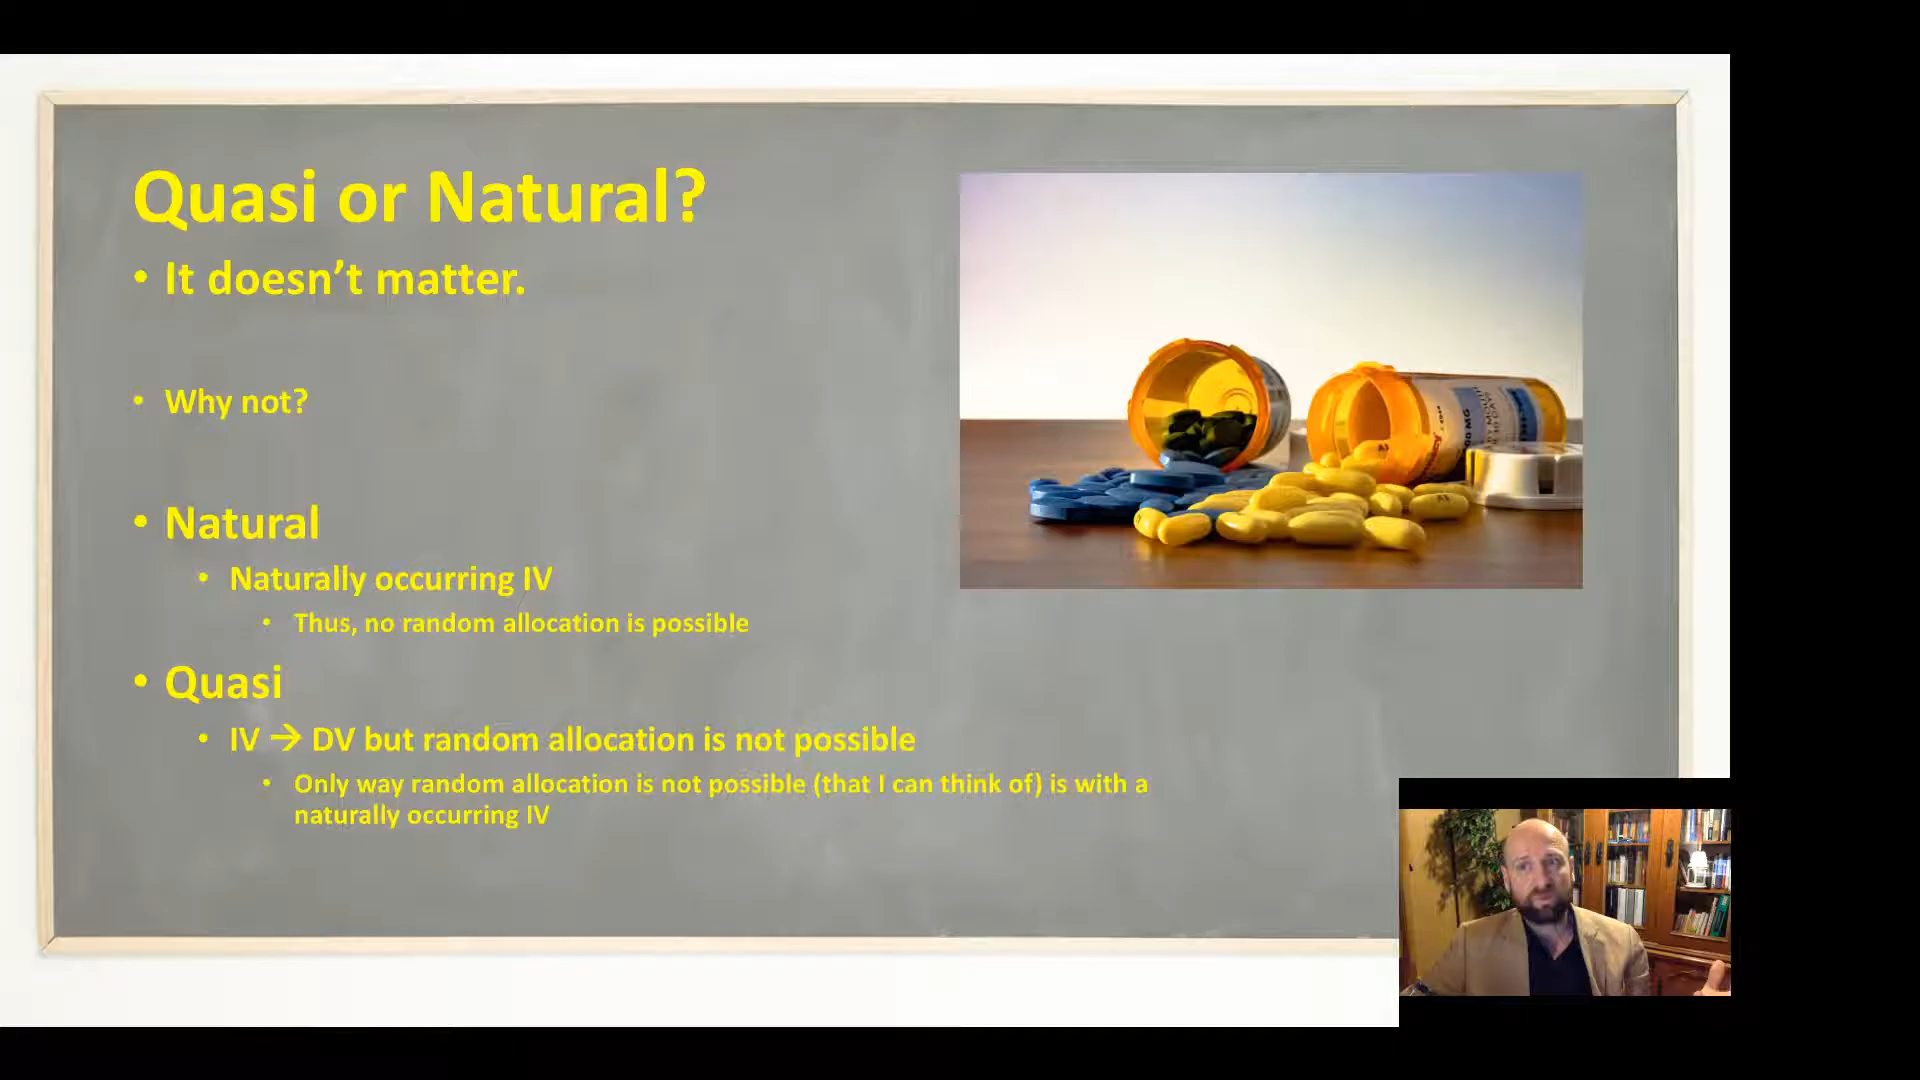 Quasi or Natural?
• It doesn’t matter.
• Why not?
• Natural
• Naturally occurring IV
• Thus, no random allocation is possible
• Quasi
• IV → DV but random allocation is not possible
• Only way random allocation is not possible (that I can think of) is with a
naturally occurring IV